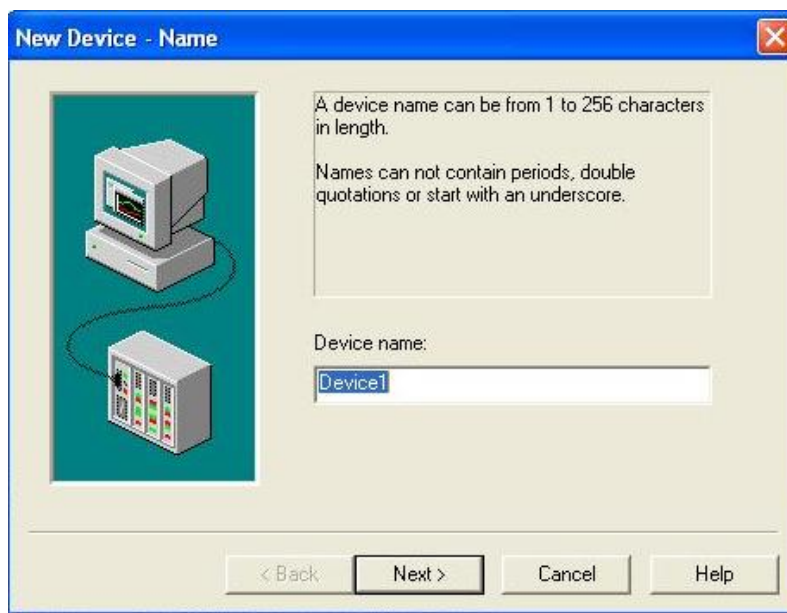 New Device - Name
A device name can be from 1 to 256 characters
in length.
Names can not contain periods, double
quotations or start with an underscore.
Device name:
Device1
< Back
Next >
Cancel
Help